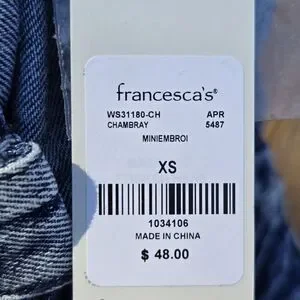 francesca's®
WS31180-CH APR
CHAMBRAY 5487
MINIEMBROI
XS
1034106
MADE IN CHINA
$ 48.00